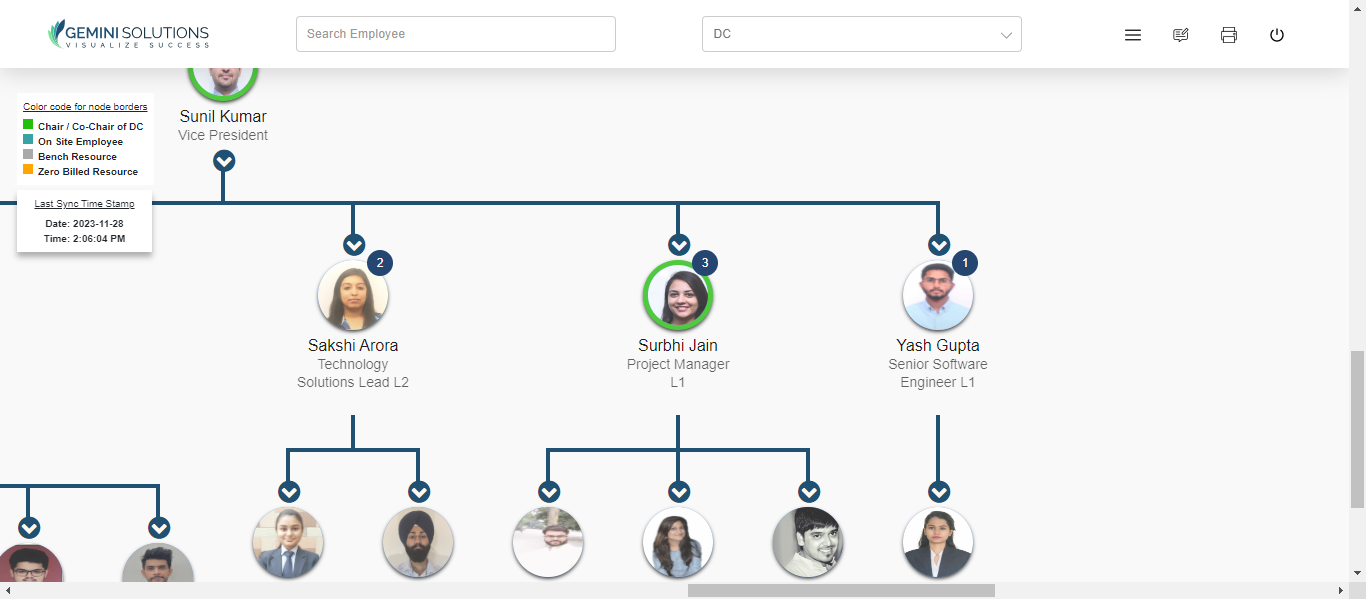 GEMINI SOLUTIONS
VISUALIZE SUCCESS
Search Employee
DC
Color code for node borders
Chair / Co-Chair of DC
On Site Employee
Bench Resource
Zero Billed Resource
Last Sync Time Stamp
Date: 2023-11-28
Time: 2:06:04 PM
Sunil Kumar
Vice President
2
Sakshi Arora
Technology
Solutions Lead L2
3
Surbhi Jain
Project Manager
L1
1
Yash Gupta
Senior Software
Engineer L1